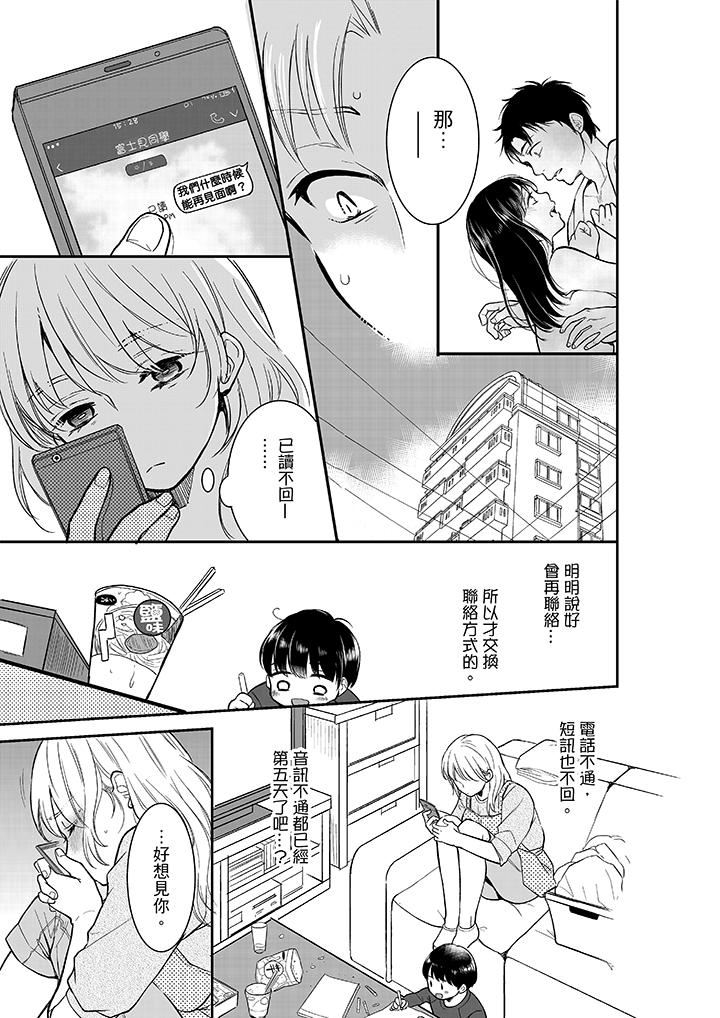 那…
——
15:28
富士見同學
我們什麼時候
能再見面啊？
已讀
PM
已讀不回—
……
明明說好
會再聯絡…
所以才交換
聯絡方式的。
鹽味
電話不通，
短訊也不回。
音訊不通都已經
第五天了吧…？
…好想見你。